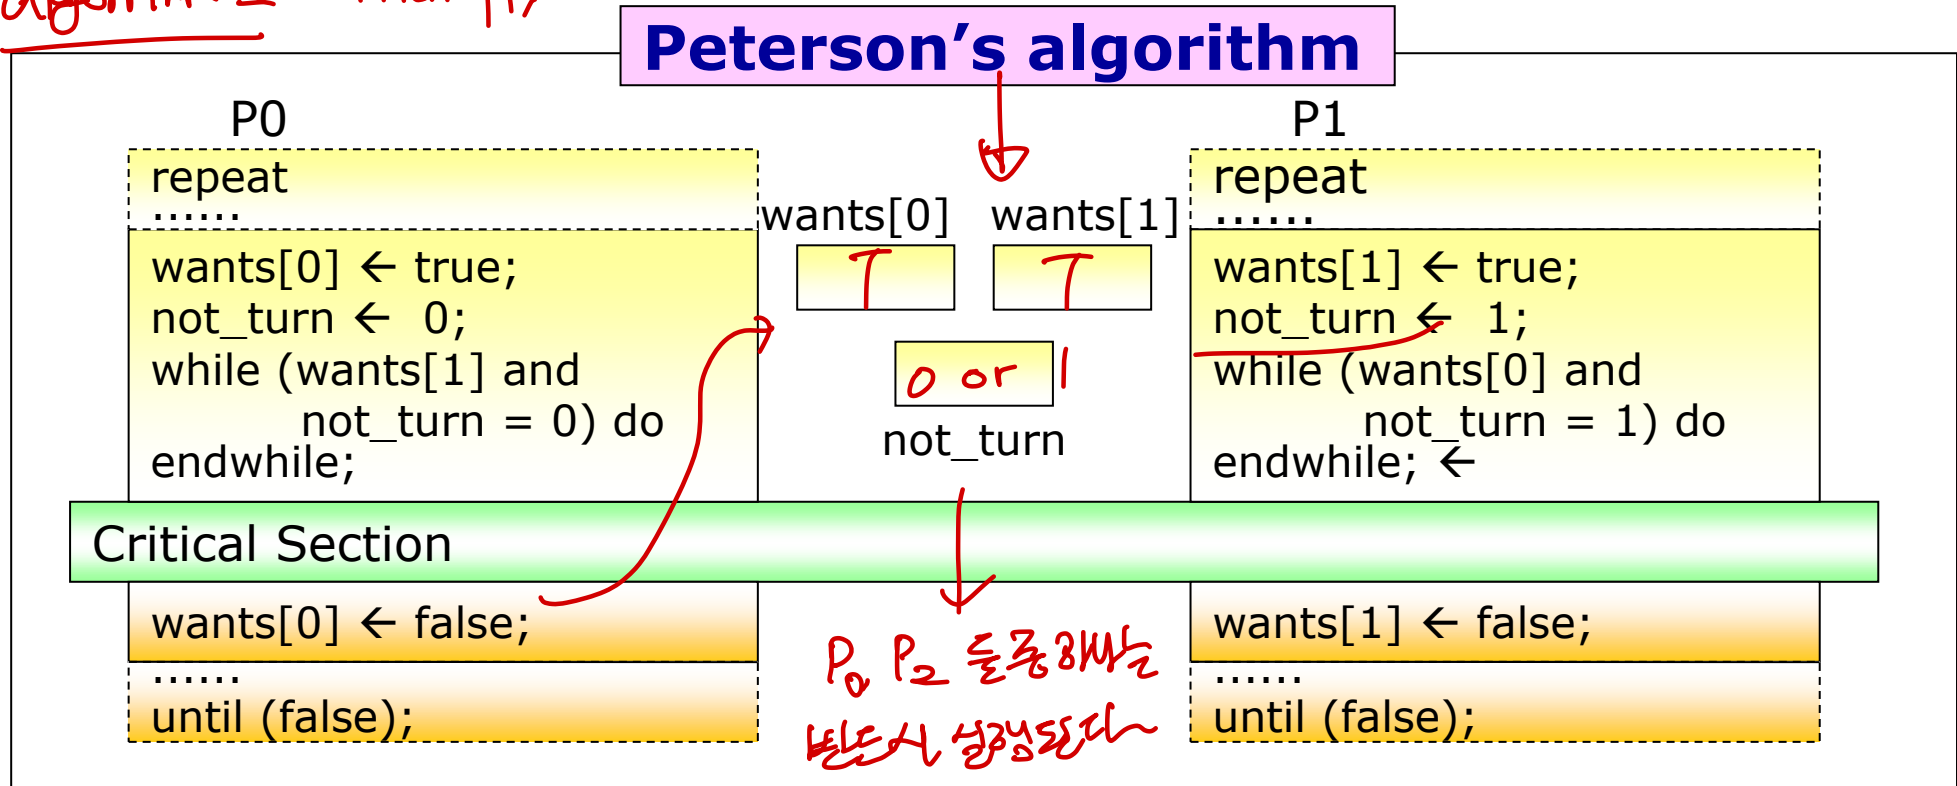 Peterson’s algorithm
P0
repeat
......
wants[0] ← true;
not_turn ← 0;
while (wants[1] and
not_turn = 0) do
endwhile;
wants[0] wants[1]
T T
0 or 1
not_turn
P1
repeat
......
wants[1] ← true;
not_turn ← 1;
while (wants[0] and
not_turn = 1) do
endwhile; ←
Critical Section
wants[0] ← false;
......
until (false);
P0 P2 둘중 하나는
반드시 실행된다
wants[1] ← false;
......
until (false);